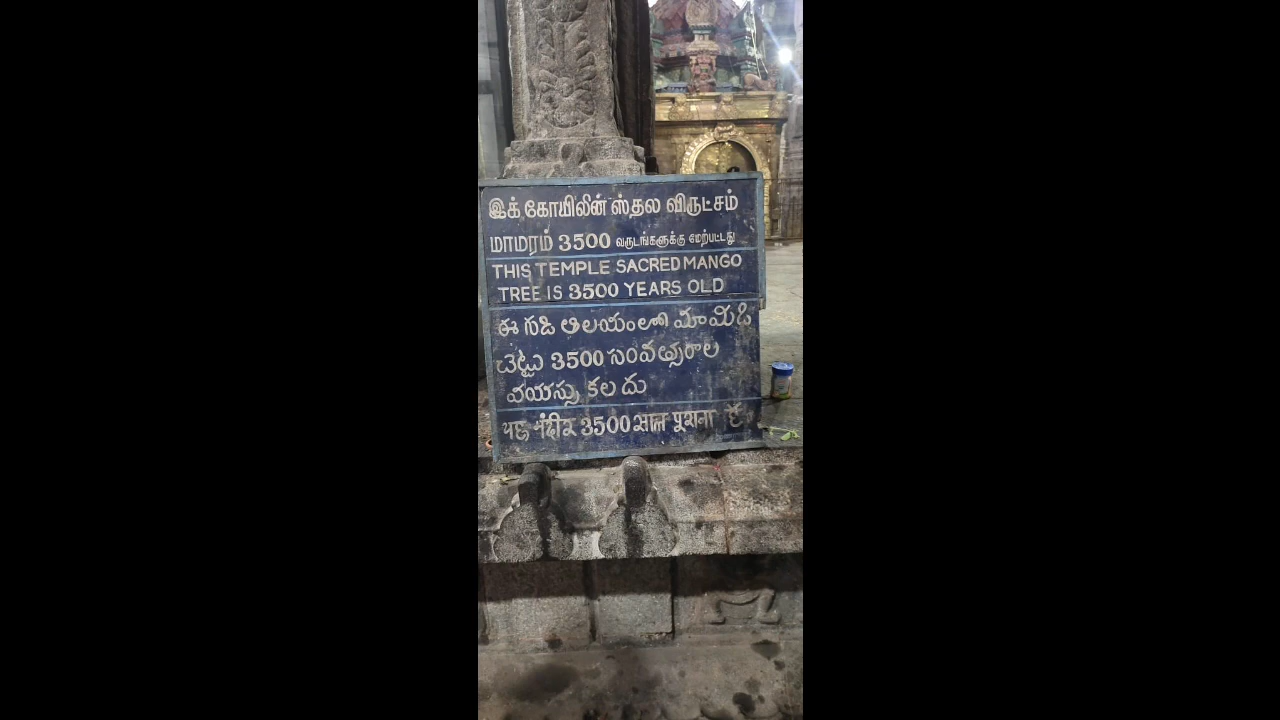 இக் கோயிலின் ஸ்தல விருட்சம்
மாமரம் 3500 வருடங்களுக்கு மேற்பட்டது
THIS TEMPLE SACRED MANGO
TREE IS 3500 YEARS OLD
ఈ గుడి ఆలయంలో మామిడి
చెట్టు 3500 సంవత్సరాల
వయస్సు కలదు
यह मंदीर 3500 साल पूराना है